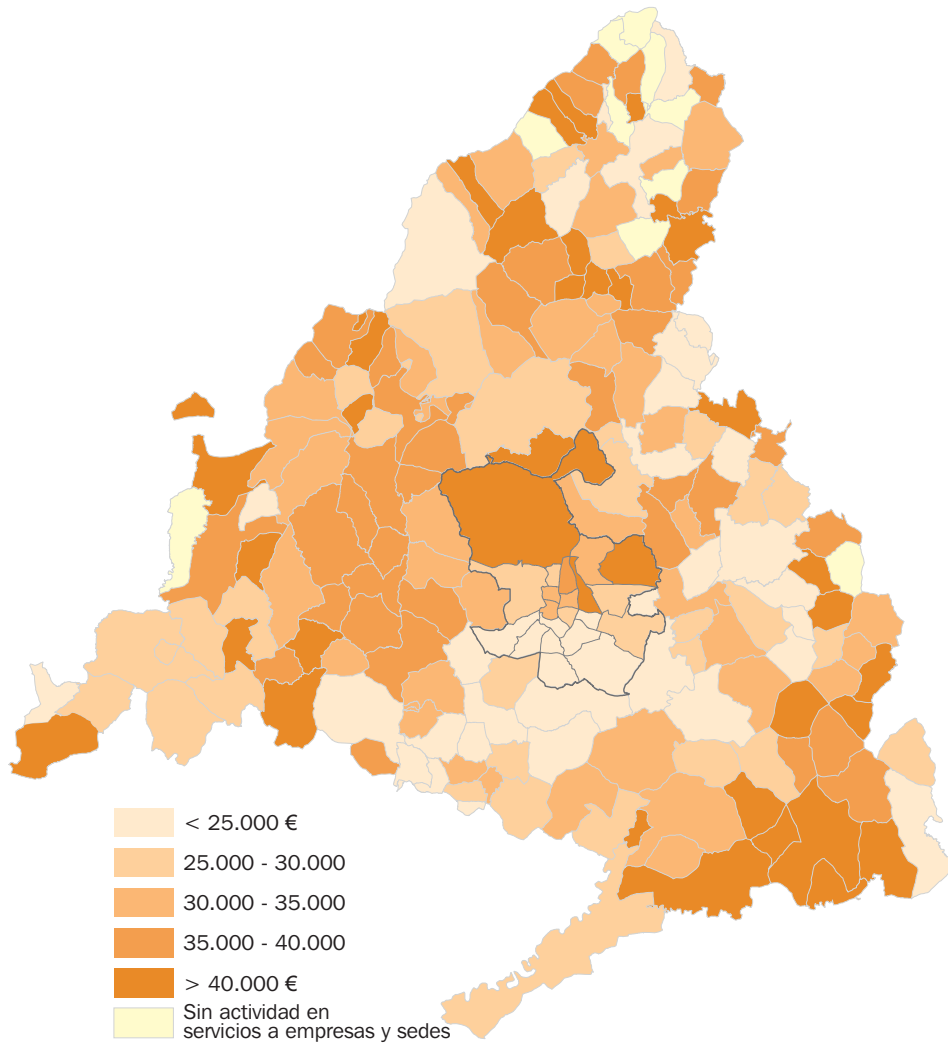 < 25.000 €
25.000 - 30.000
30.000 - 35.000
35.000 - 40.000
> 40.000 €
Sin actividad en
servicios a empresas y sedes